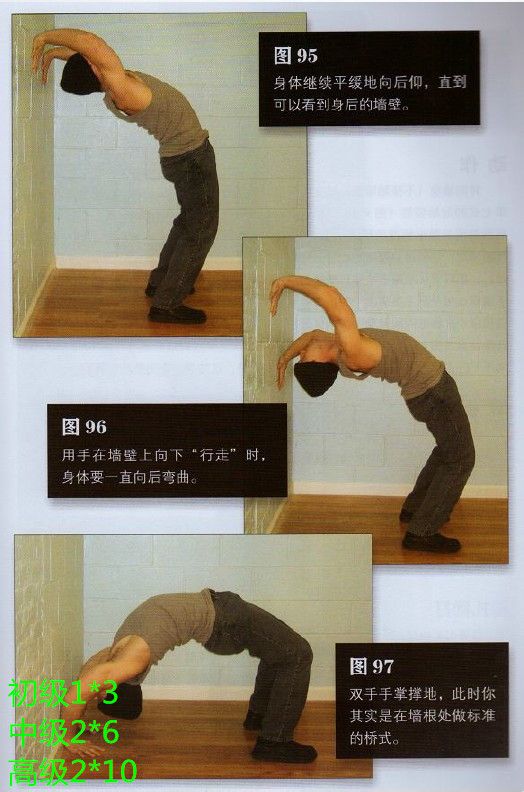 图 95
身体继续平缓地向后仰，直到
可以看到身后的墙壁。
图 96
用手在墙壁上向下“行走”时，
身体要一直向后弯曲。
图 97
双手手掌撑地，此时你
其实是在墙根处做标准
的桥式。
初级1*3
中级2*6
高级2*10